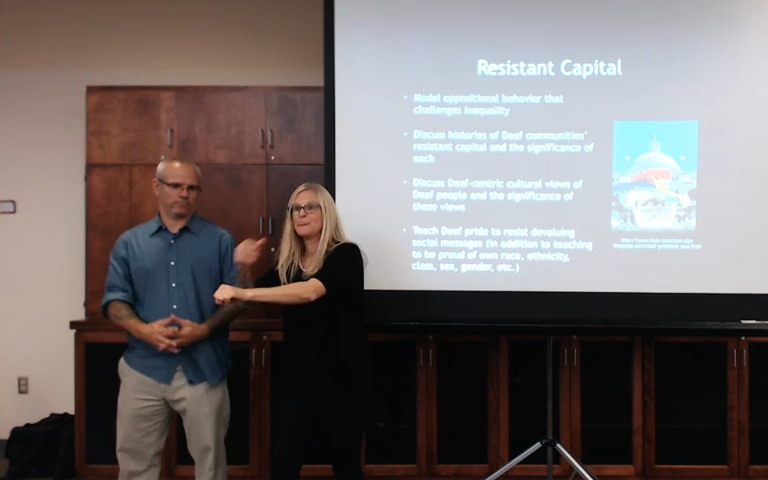 Resistant Capital
• Model oppositional behavior that
challenges inequality
• Discuss histories of Deaf communities'
resistant capital and the significance of
each
• Discuss Deaf-centric cultural views of
Deaf people and the significance of
these views
• Teach Deaf pride to resist devaluing
social messages (in addition to teaching
to be proud of own race, ethnicity,
class, sex, gender, etc.)